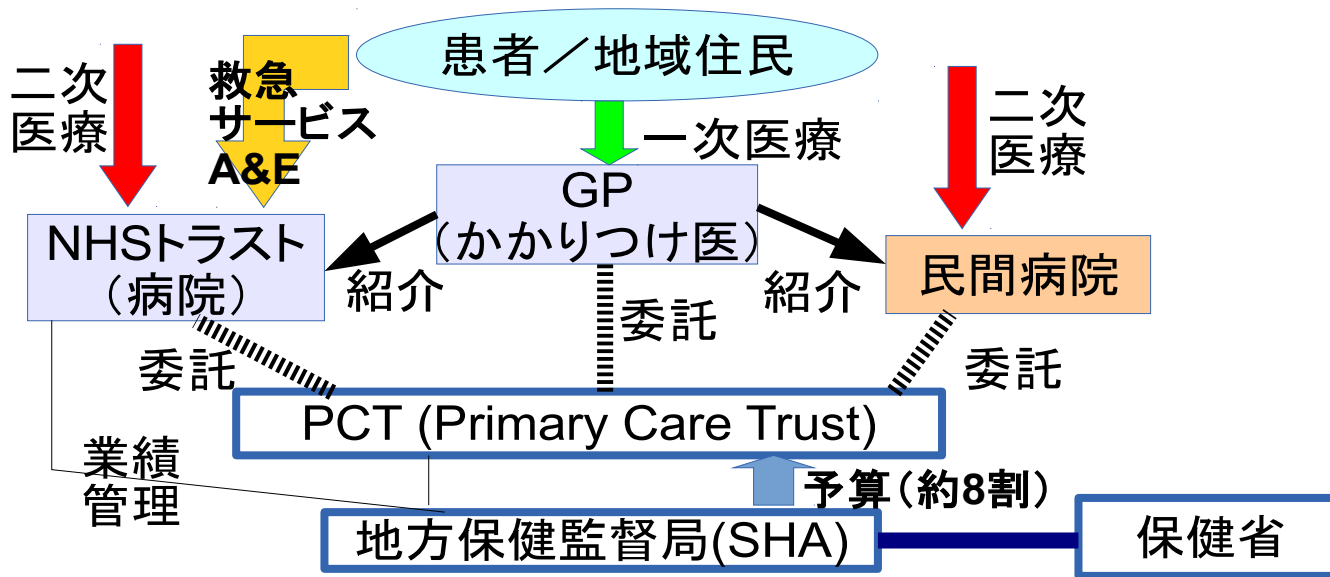 患者／地域住民
二次
医療
救急
サービス
A&E
一次医療
二次
医療
GP
（かかりつけ医）
NHSトラスト
（病院）
紹介
紹介
民間病院
委託
委託
委託
PCT (Primary Care Trust)
業績
管理
予算（約8割）
地方保健監督局(SHA)
保健省